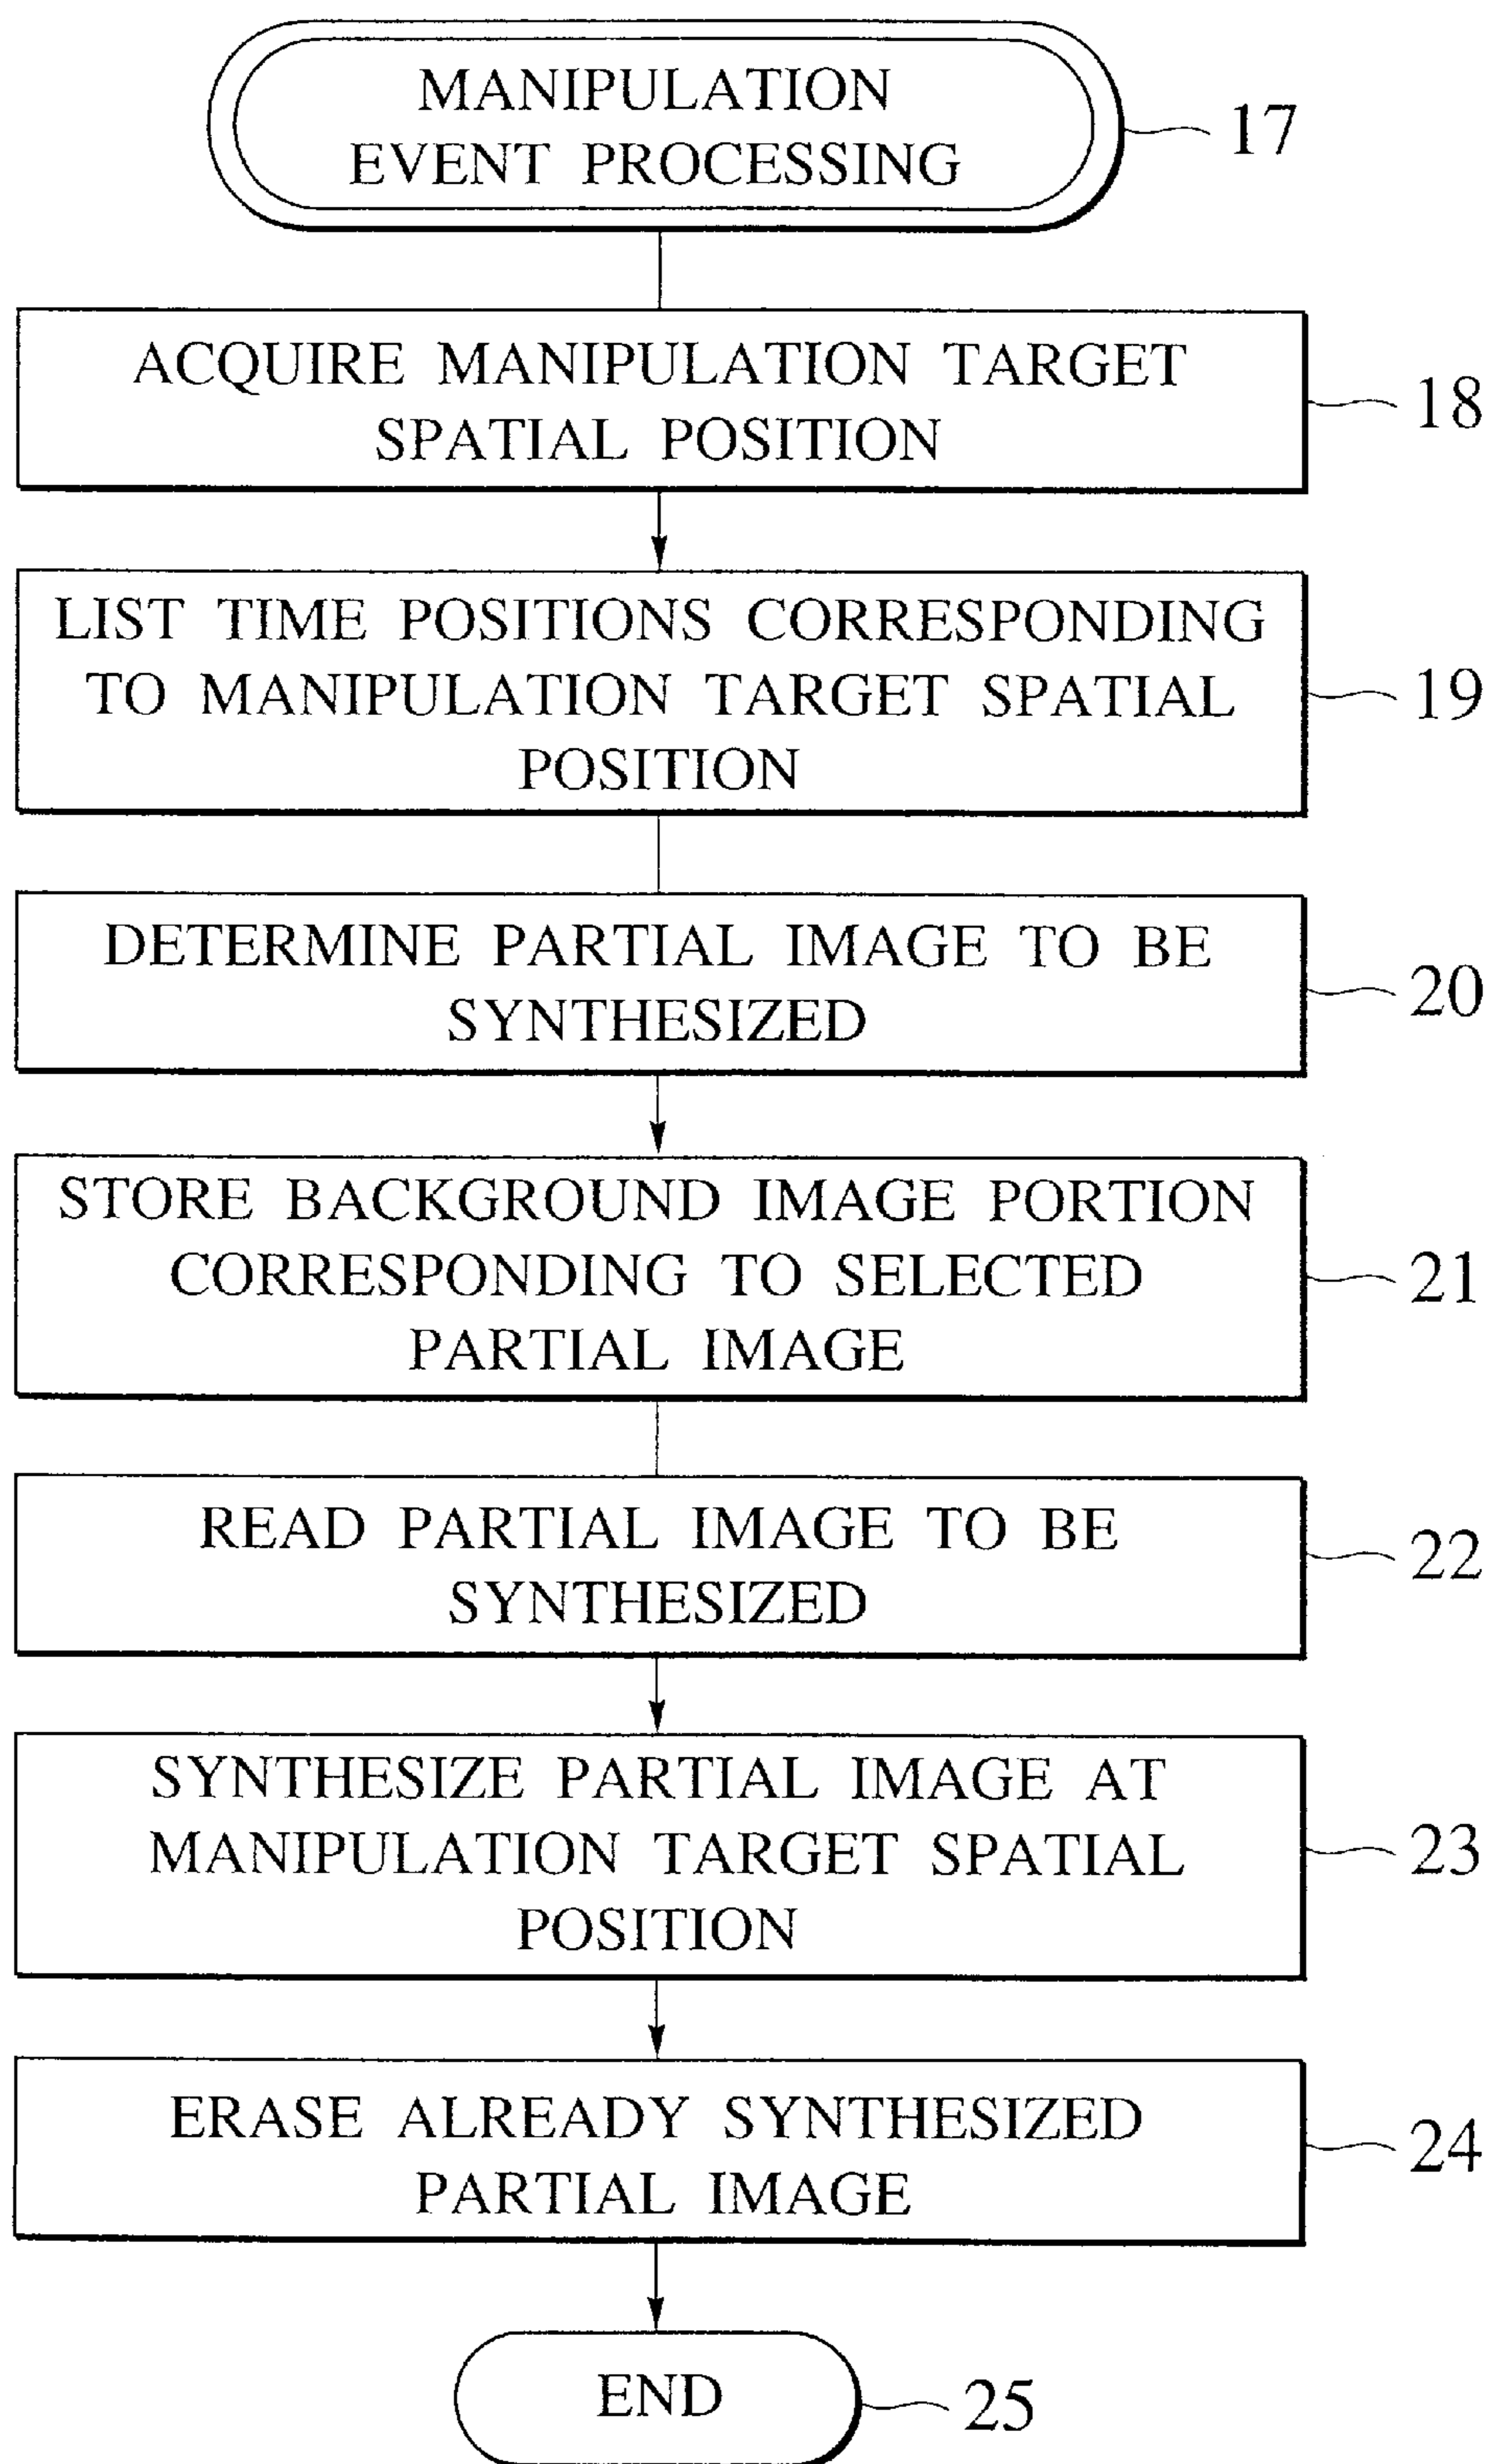 MANIPULATION
EVENT PROCESSING
17
ACQUIRE MANIPULATION TARGET
SPATIAL POSITION
18
LIST TIME POSITIONS CORRESPONDING
TO MANIPULATION TARGET SPATIAL
POSITION
19
DETERMINE PARTIAL IMAGE TO BE
SYNTHESIZED
20
STORE BACKGROUND IMAGE PORTION
CORRESPONDING TO SELECTED
PARTIAL IMAGE
21
READ PARTIAL IMAGE TO BE
SYNTHESIZED
22
SYNTHESIZE PARTIAL IMAGE AT
MANIPULATION TARGET SPATIAL
POSITION
23
ERASE ALREADY SYNTHESIZED
PARTIAL IMAGE
24
END
25